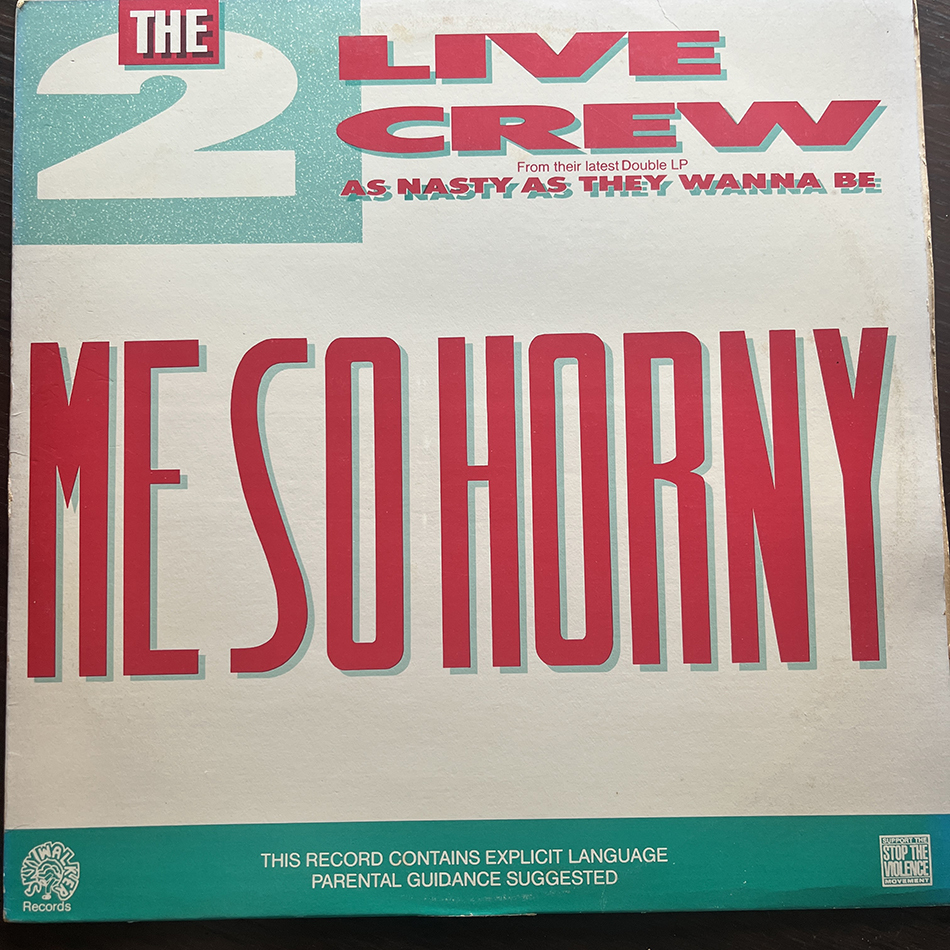 THE
2
LIVE
CREW
From their latest Double LP
AS NASTY AS THEY WANNA BE
ME SO HORNY
THIS RECORD CONTAINS EXPLICIT LANGUAGE
PARENTAL GUIDANCE SUGGESTED
SKYYWALKER
Records
SUPPORT THE
STOP THE
VIOLENCE
MOVEMENT